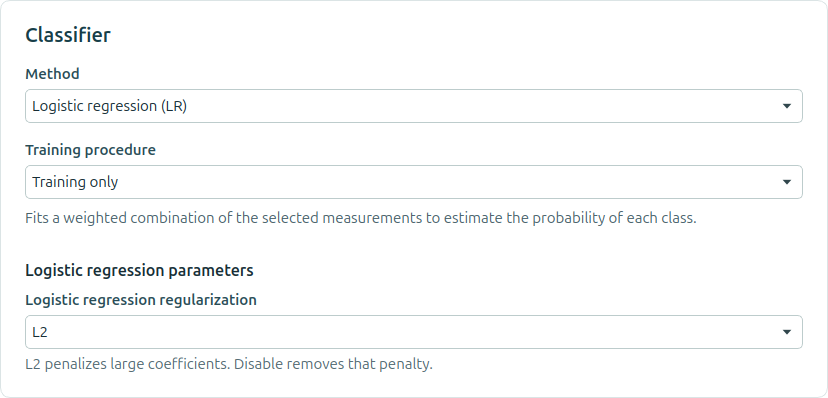 Classifier
Method
Logistic regression (LR)
Training procedure
Training only
Fits a weighted combination of the selected measurements to estimate the probability of each class.
Logistic regression parameters
Logistic regression regularization
L2
L2 penalizes large coefficients. Disable removes that penalty.